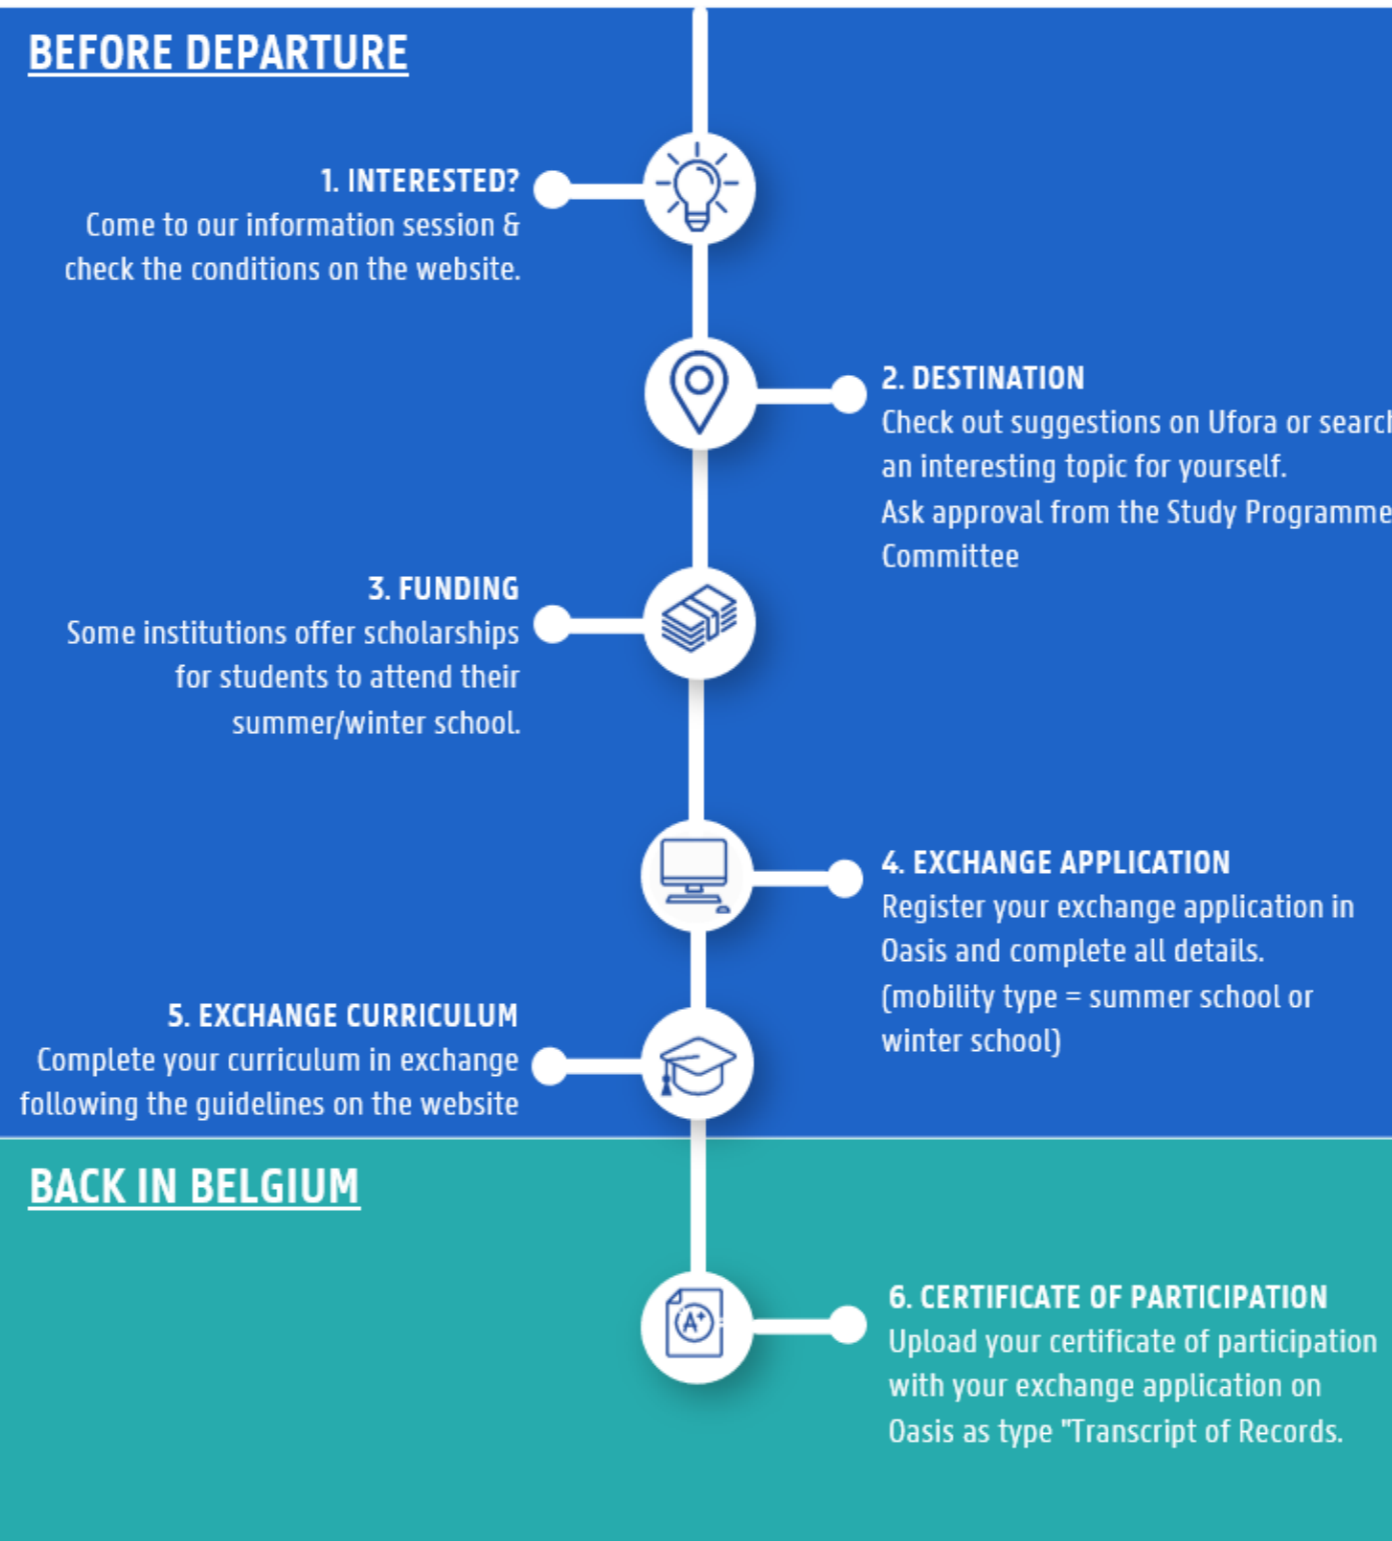 BEFORE DEPARTURE
1. INTERESTED?
Come to our information session &
check the conditions on the website.
2. DESTINATION
Check out suggestions on Ufora or search
an interesting topic for yourself.
Ask approval from the Study Programme
Committee
3. FUNDING
Some institutions offer scholarships
for students to attend their
summer/winter school.
4. EXCHANGE APPLICATION
Register your exchange application in
Oasis and complete all details.
(mobility type = summer school or
winter school)
5. EXCHANGE CURRICULUM
Complete your curriculum in exchange
following the guidelines on the website
BACK IN BELGIUM
A+
6. CERTIFICATE OF PARTICIPATION
Upload your certificate of participation
with your exchange application on
Oasis as type "Transcript of Records.